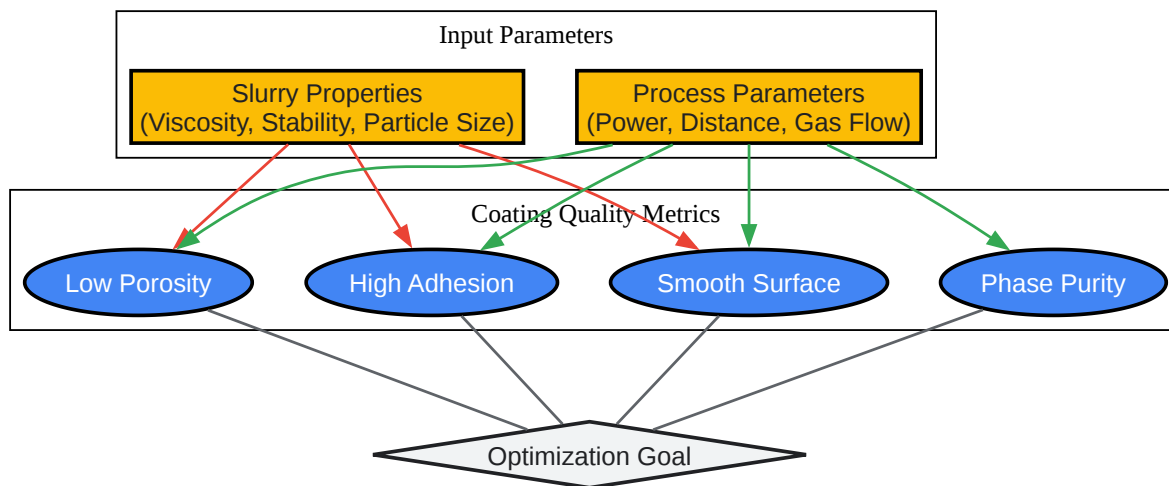 Input Parameters
Slurry Properties
(Viscosity, Stability, Particle Size)
Process Parameters
(Power, Distance, Gas Flow)
Coating Quality Metrics
Low Porosity
High Adhesion
Smooth Surface
Phase Purity
Optimization Goal